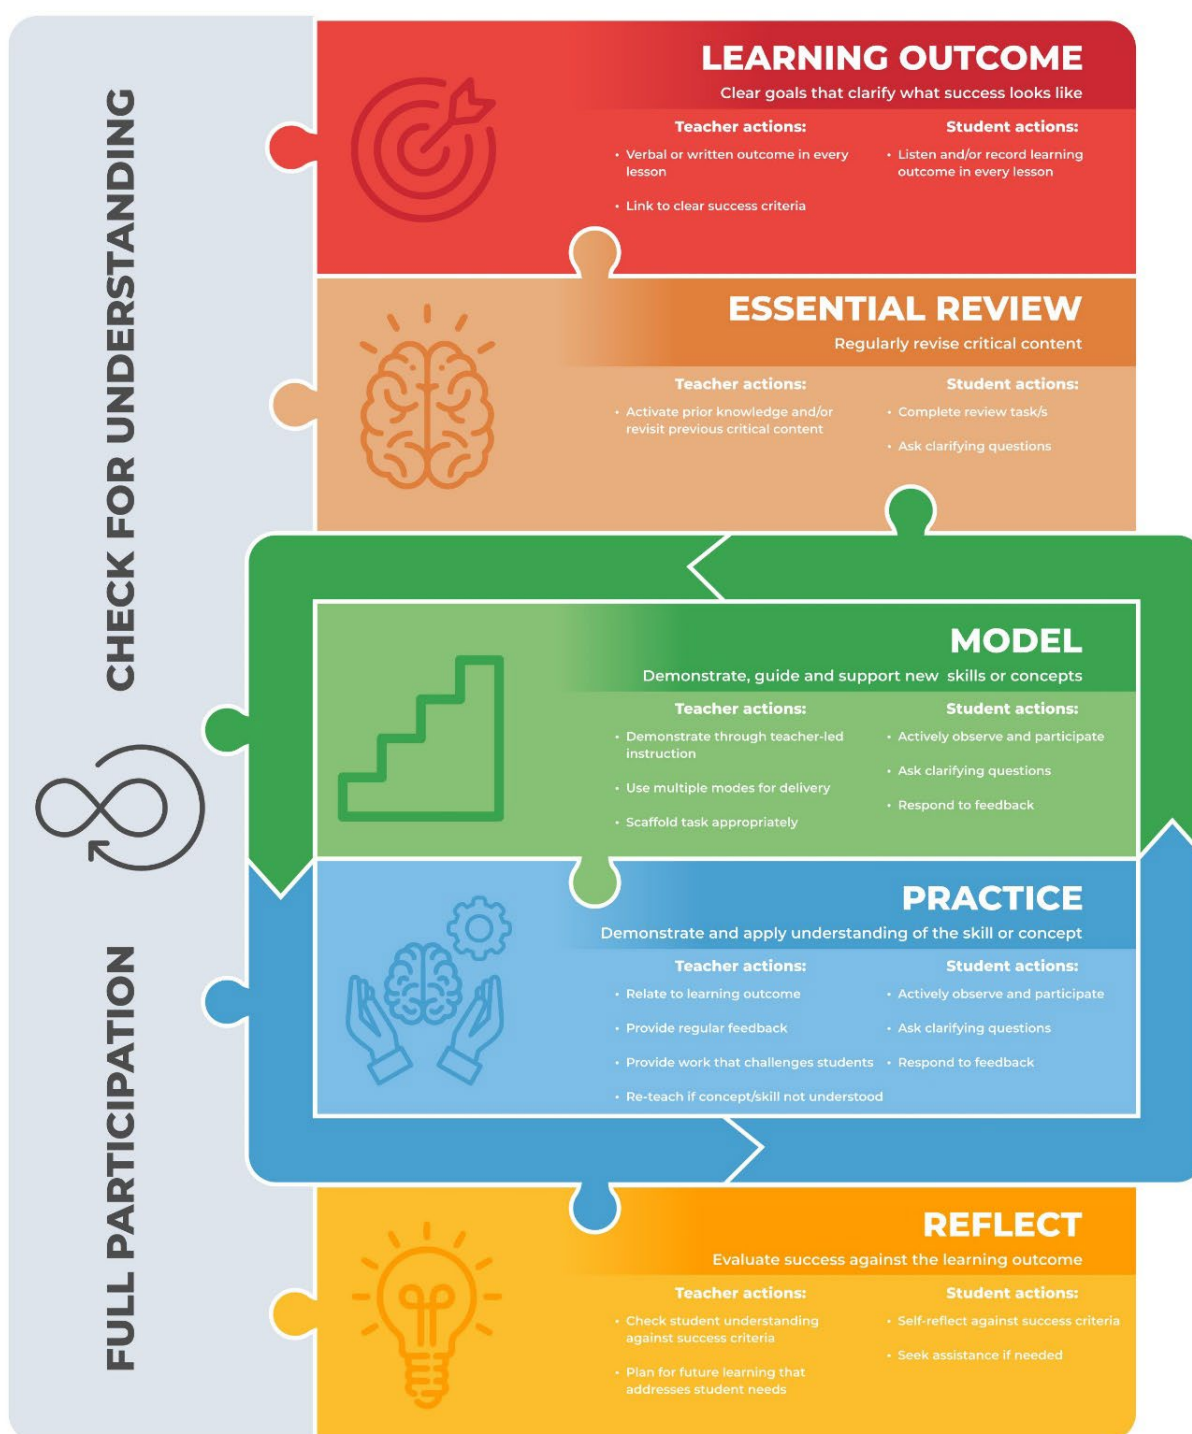 CHECK FOR UNDERSTANDING
FULL PARTICIPATION
LEARNING OUTCOME
Clear goals that clarify what success looks like
Teacher actions:
• Verbal or written outcome in every
lesson
• Link to clear success criteria
Student actions:
• Listen and/or record learning
outcome in every lesson
ESSENTIAL REVIEW
Regularly revise critical content
Teacher actions:
• Activate prior knowledge and/or
revisit previous critical content
Student actions:
• Complete review task/s
• Ask clarifying questions
MODEL
Demonstrate, guide and support new skills or concepts
Teacher actions:
• Demonstrate through teacher-led
instruction
• Use multiple modes for delivery
• Scaffold task appropriately
Student actions:
• Actively observe and participate
• Ask clarifying questions
• Respond to feedback
PRACTICE
Demonstrate and apply understanding of the skill or concept
Teacher actions:
• Relate to learning outcome
• Provide regular feedback
• Provide work that challenges students
• Re-teach if concept/skill not understood
Student actions:
• Actively observe and participate
• Ask clarifying questions
• Respond to feedback
REFLECT
Evaluate success against the learning outcome
Teacher actions:
• Check student understanding
against success criteria
• Plan for future learning that
addresses student needs
Student actions:
• Self-reflect against success criteria
• Seek assistance if needed